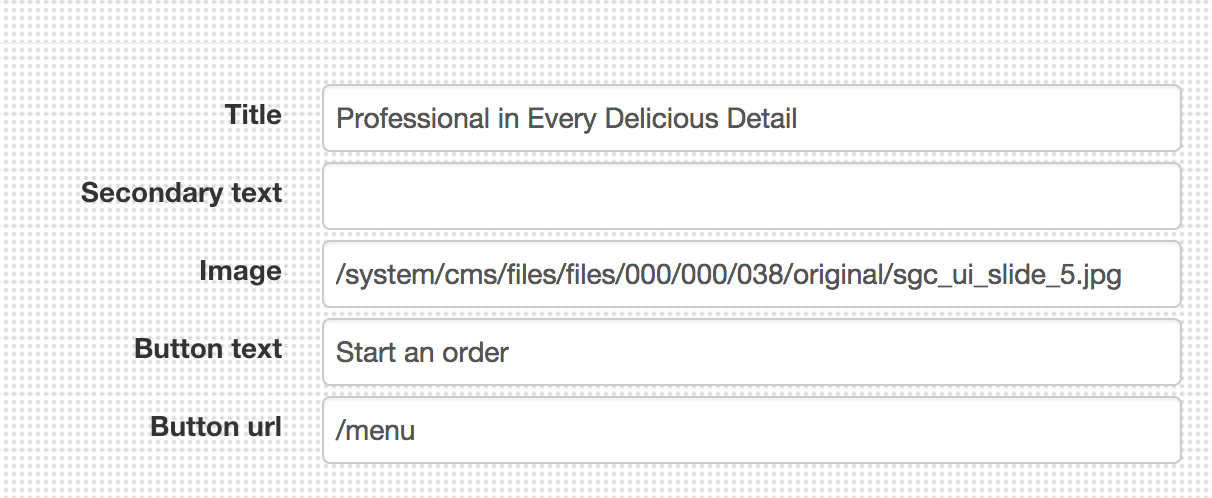 Title Professional in Every Delicious Detail
Secondary text
Image /system/cms/files/files/000/000/038/original/sgc_ui_slide_5.jpg
Button text Start an order
Button url /menu